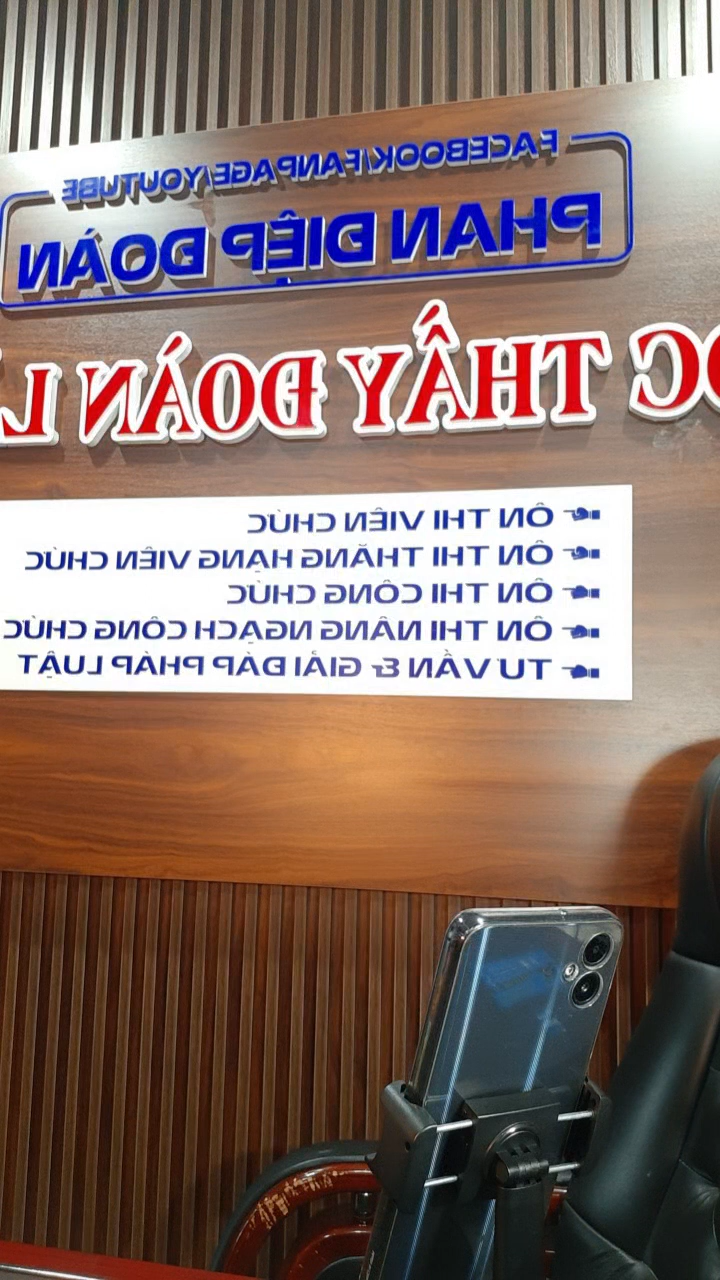 FACEBOOK/FANPAGE/YOUTUBE
PHAN ĐIỆP ĐOÁN
THẦY ĐOÁN
ÔN THI VIÊN CHỨC
ÔN THI THĂNG HẠNG VIÊN CHỨC
ÔN THI CÔNG CHỨC
ÔN THI NÂNG NGẠCH CÔNG CHỨC
TƯ VẤN & GIẢI ĐÁP PHÁP LUẬT